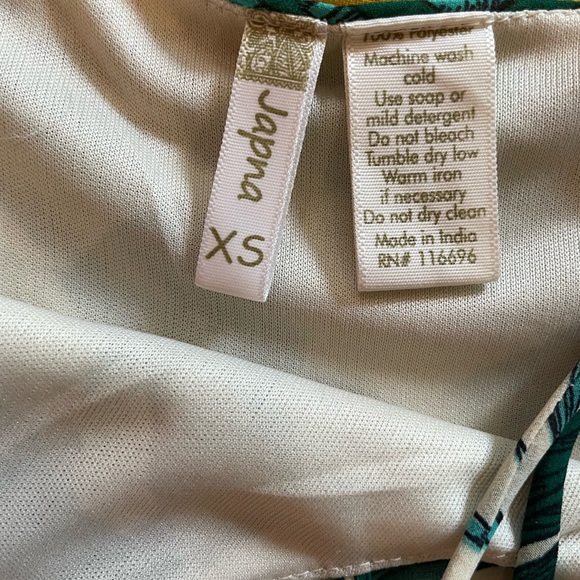 Japna
XS
100% Polyester
Machine wash
cold
Use soap or
mild detergent
Do not bleach
Tumble dry low
Warm iron
if necessary
Do not dry clean
Made in India
RN# 116696